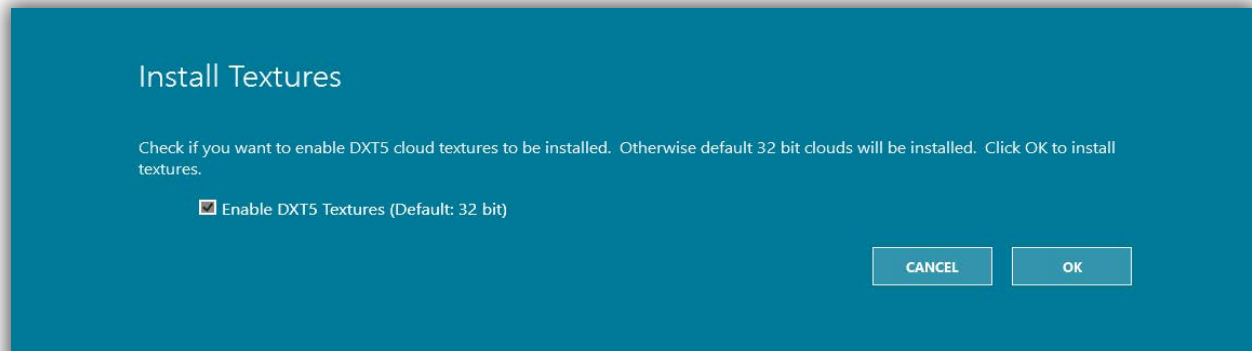 Install Textures
Check if you want to enable DXT5 cloud textures to be installed.  Otherwise default 32 bit clouds will be installed.  Click OK to install
textures.
Enable DXT5 Textures (Default: 32 bit)
CANCEL OK